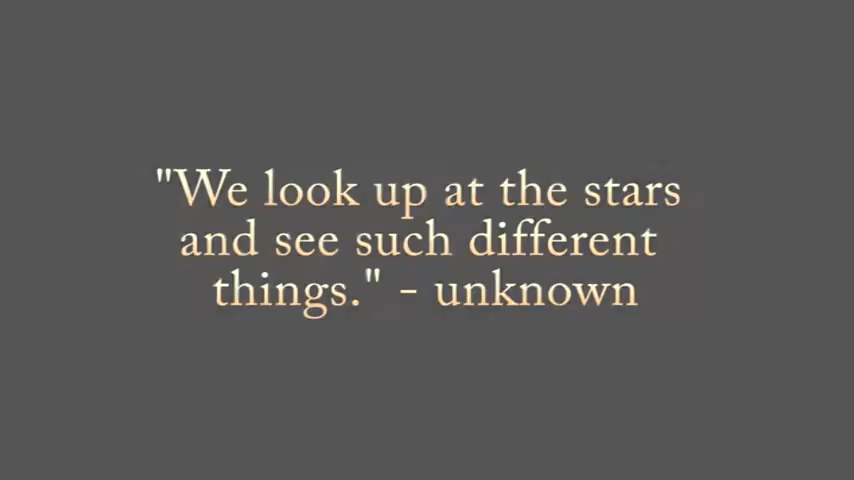 "We look up at the stars
and see such different
things." - unknown